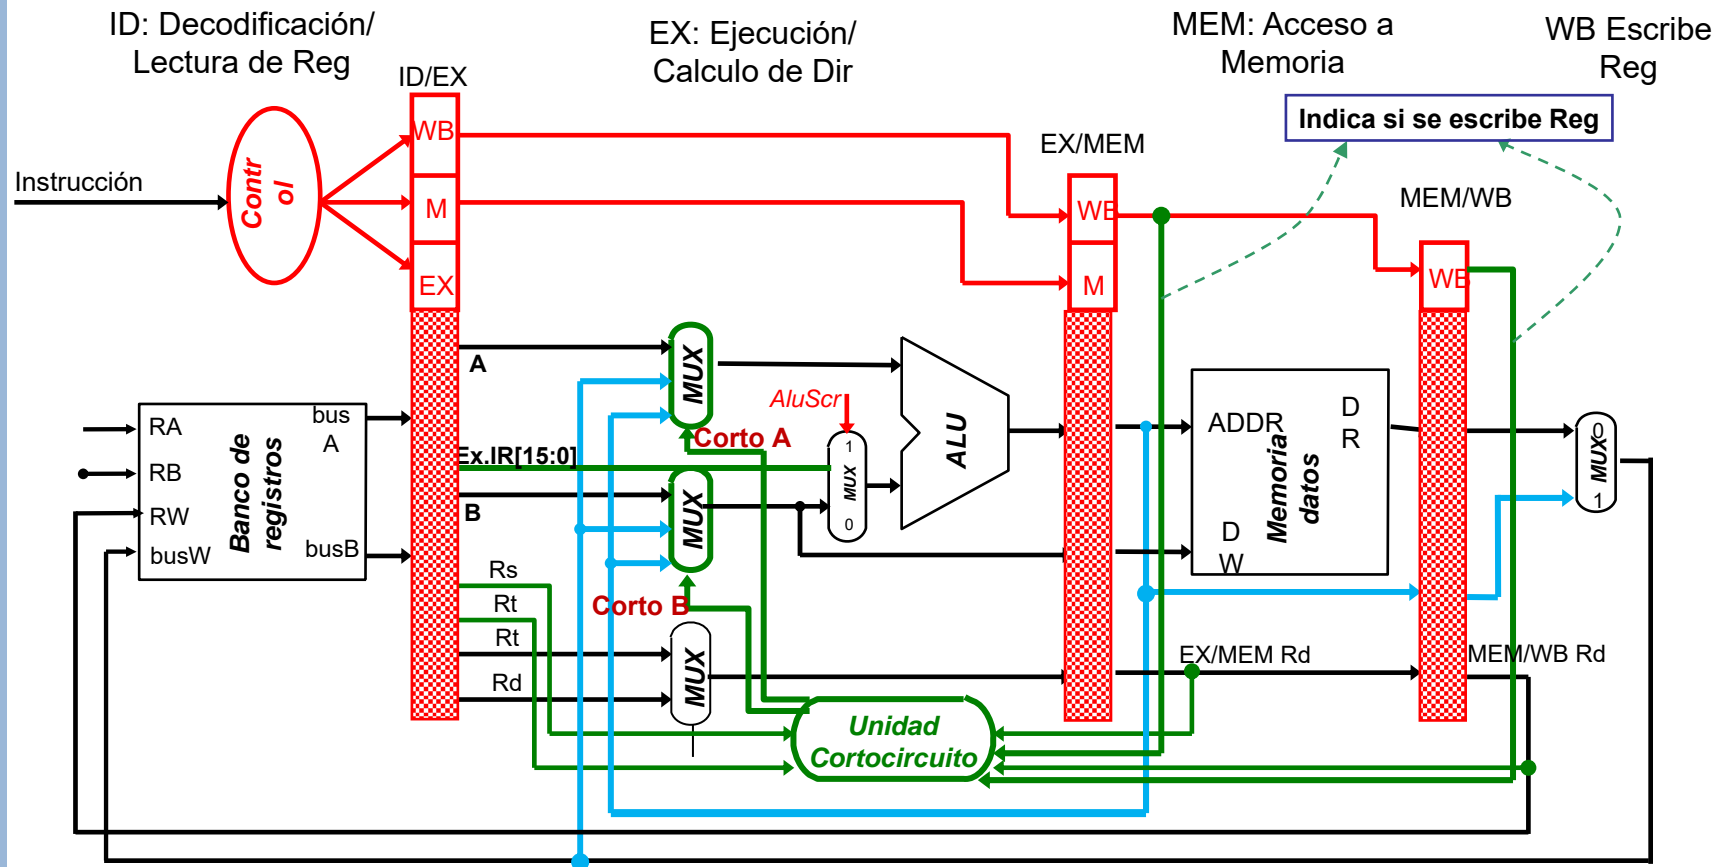 ID: Decodificación/
Lectura de Reg
EX: Ejecución/
Calculo de Dir
MEM: Acceso a
Memoria
WB Escribe
Reg
ID/EX
Indica si se escribe Reg
EX/MEM
MEM/WB
Instrucción
Contr
ol
WB
M
EX
WB
M
WB
A
MUX
AluScr
Corto A
Ex.IR[15:0]
B
MUX
1
MUX
0
ALU
RA
RB
RW
busW
Banco de
registros
bus
A
busB
ADDR
D
R
Memoria
datos
D
W
0
MUX
1
Rs
Rt
Rt
Rd
Corto B
MUX
EX/MEM Rd
MEM/WB Rd
Unidad
Cortocircuito